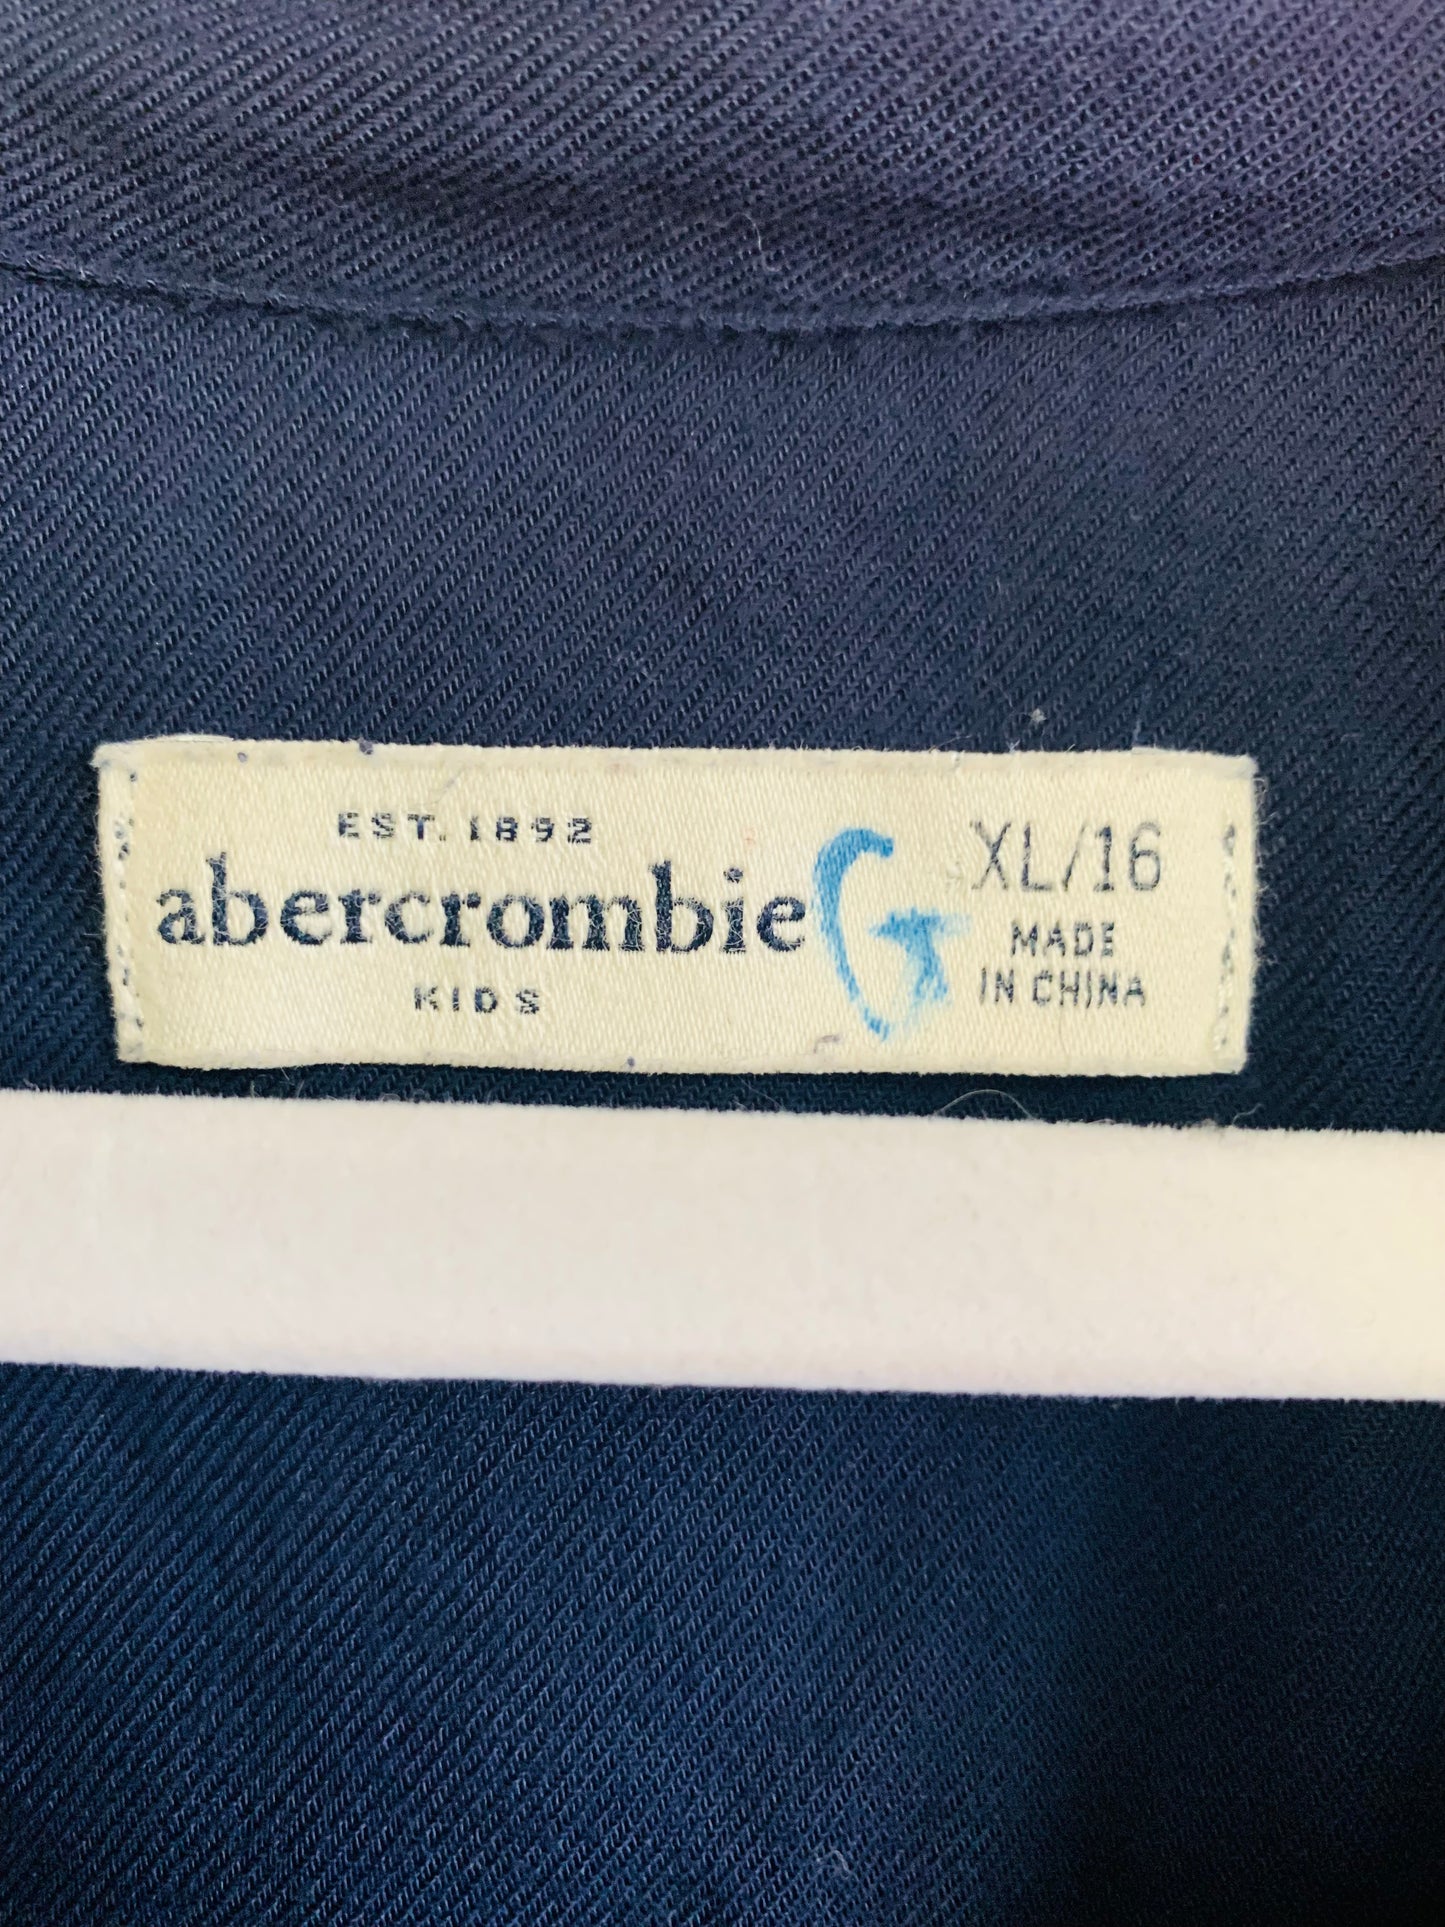 EST. 1892
abercrombie
KIDS
G
XL/16
MADE
IN CHINA